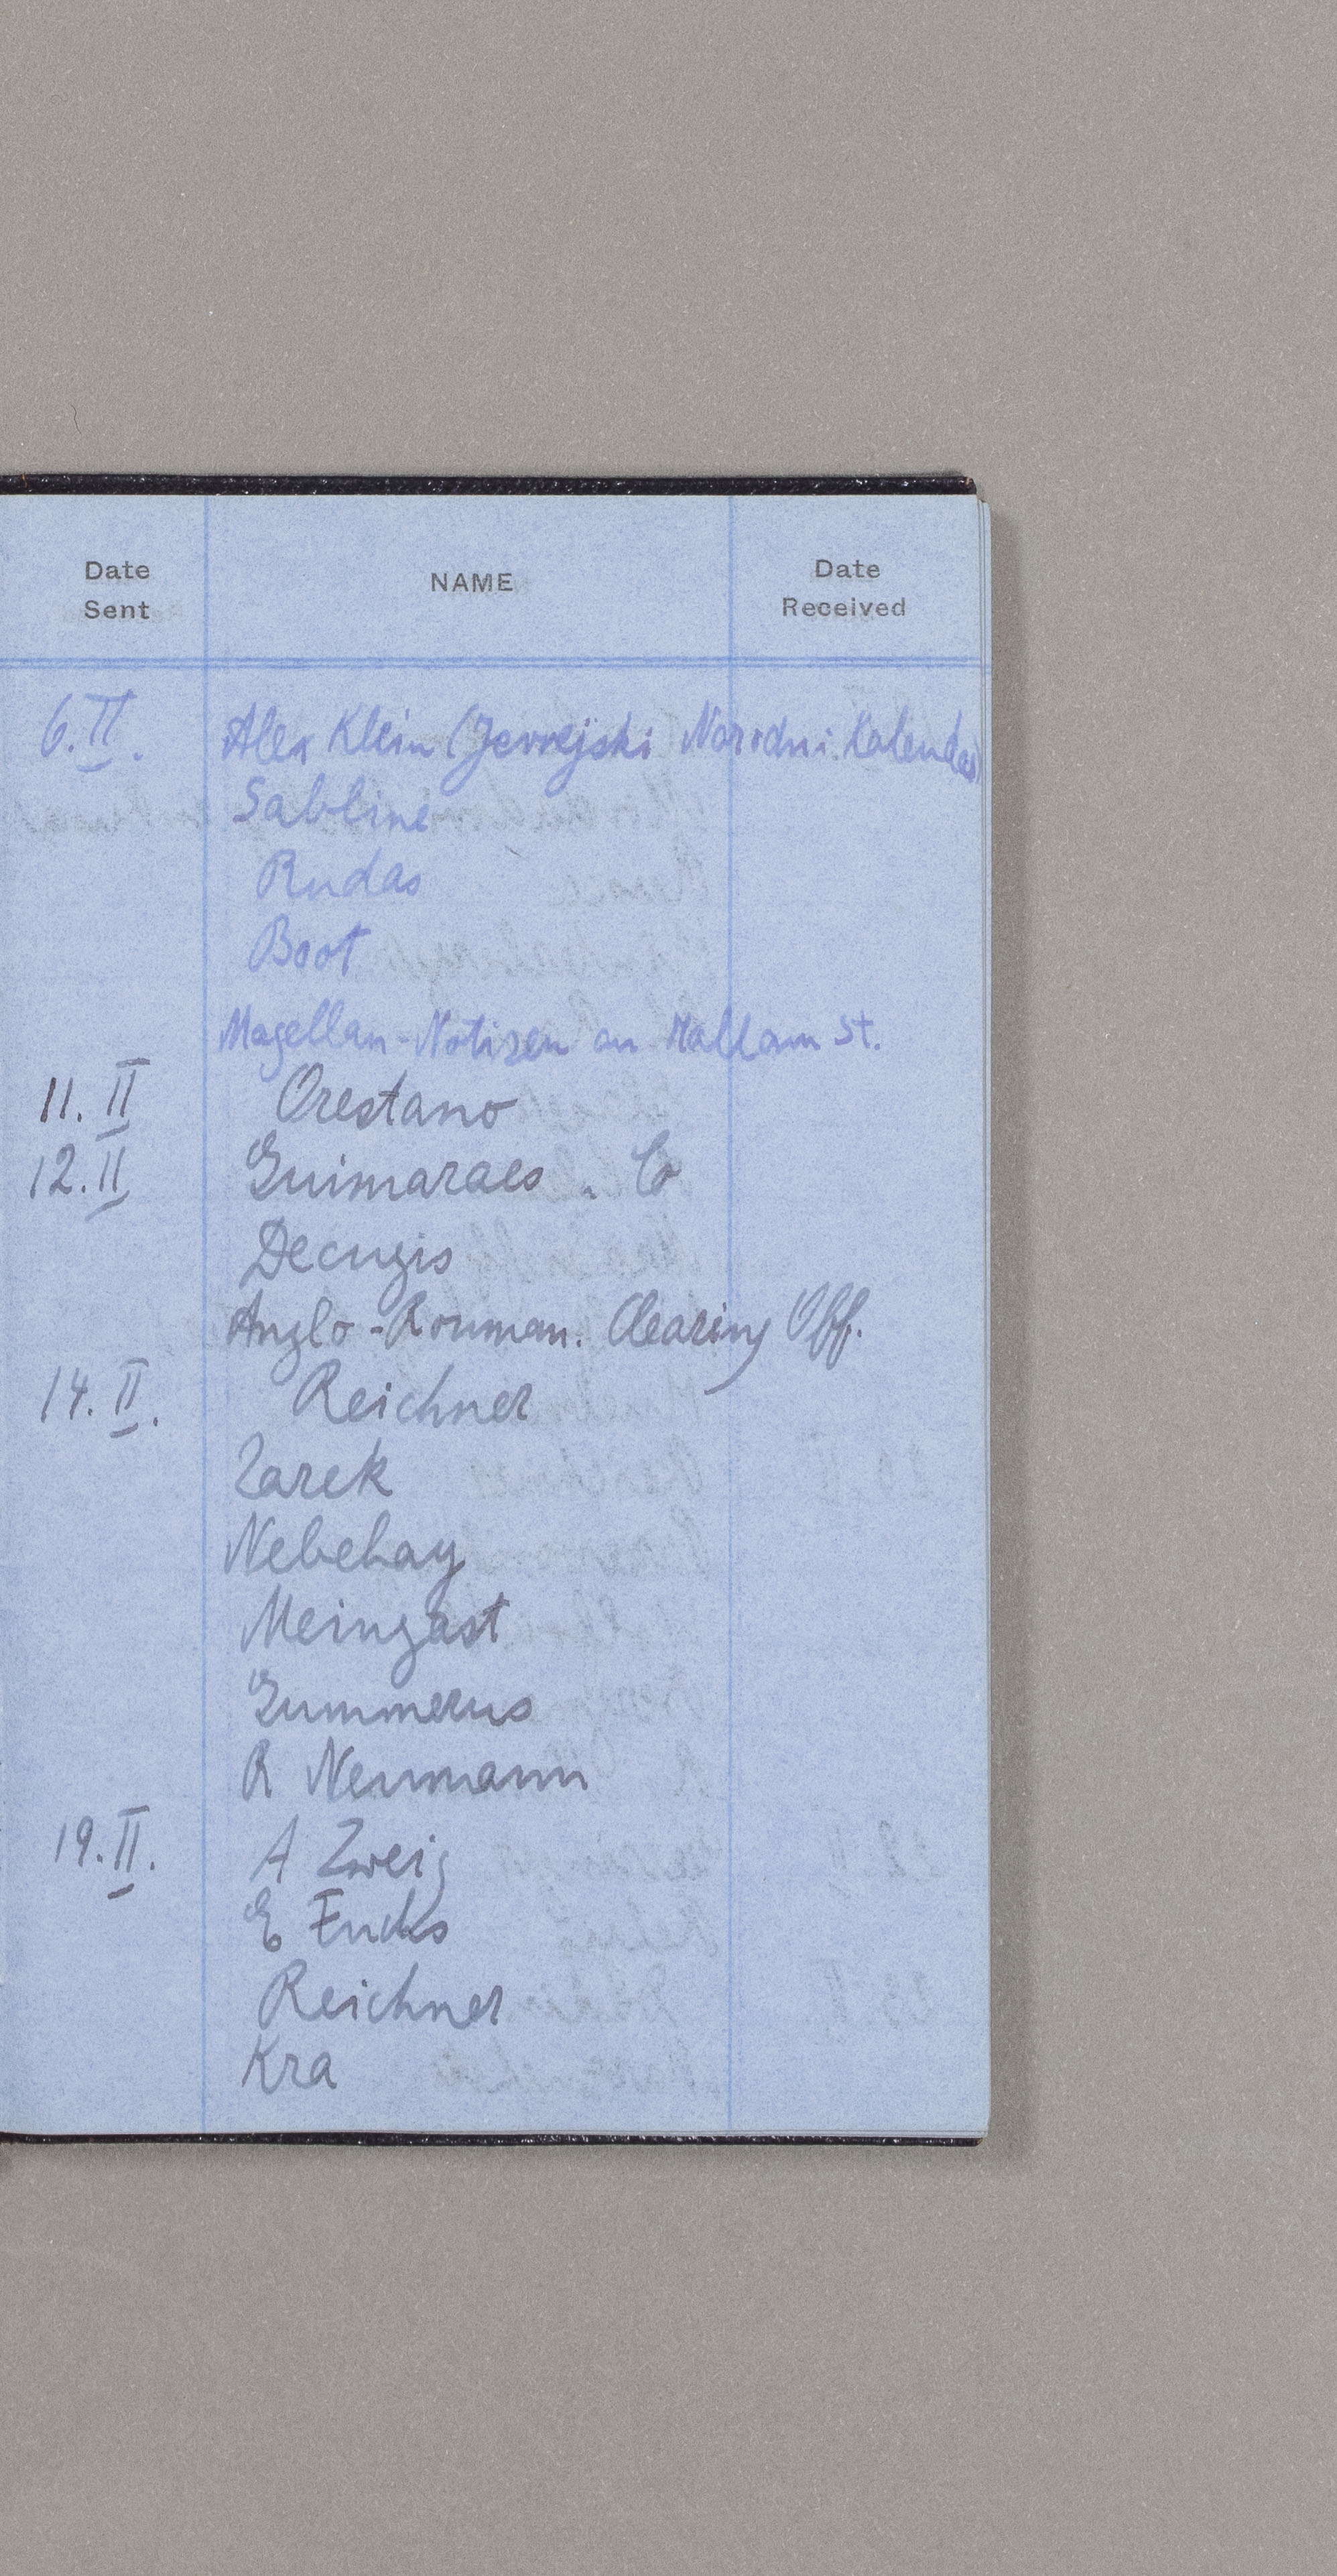 Date Sent NAME Date Received
6.II. Alex Klein (Jevrejski Narodni Kalendar)
Sabline
Rudas
Boot
Magellan-Notizen an Hallam St.
11. II Orestano
12. II Guimaraes . Co
Decugis
Anglo-Rouman. Clearing Off.
14. II. Reichner
Zarek
Nebehay
Meingast
Gummerus
R Neumann
19. II. A Zweig
E Fuchs
Reichner
Kra